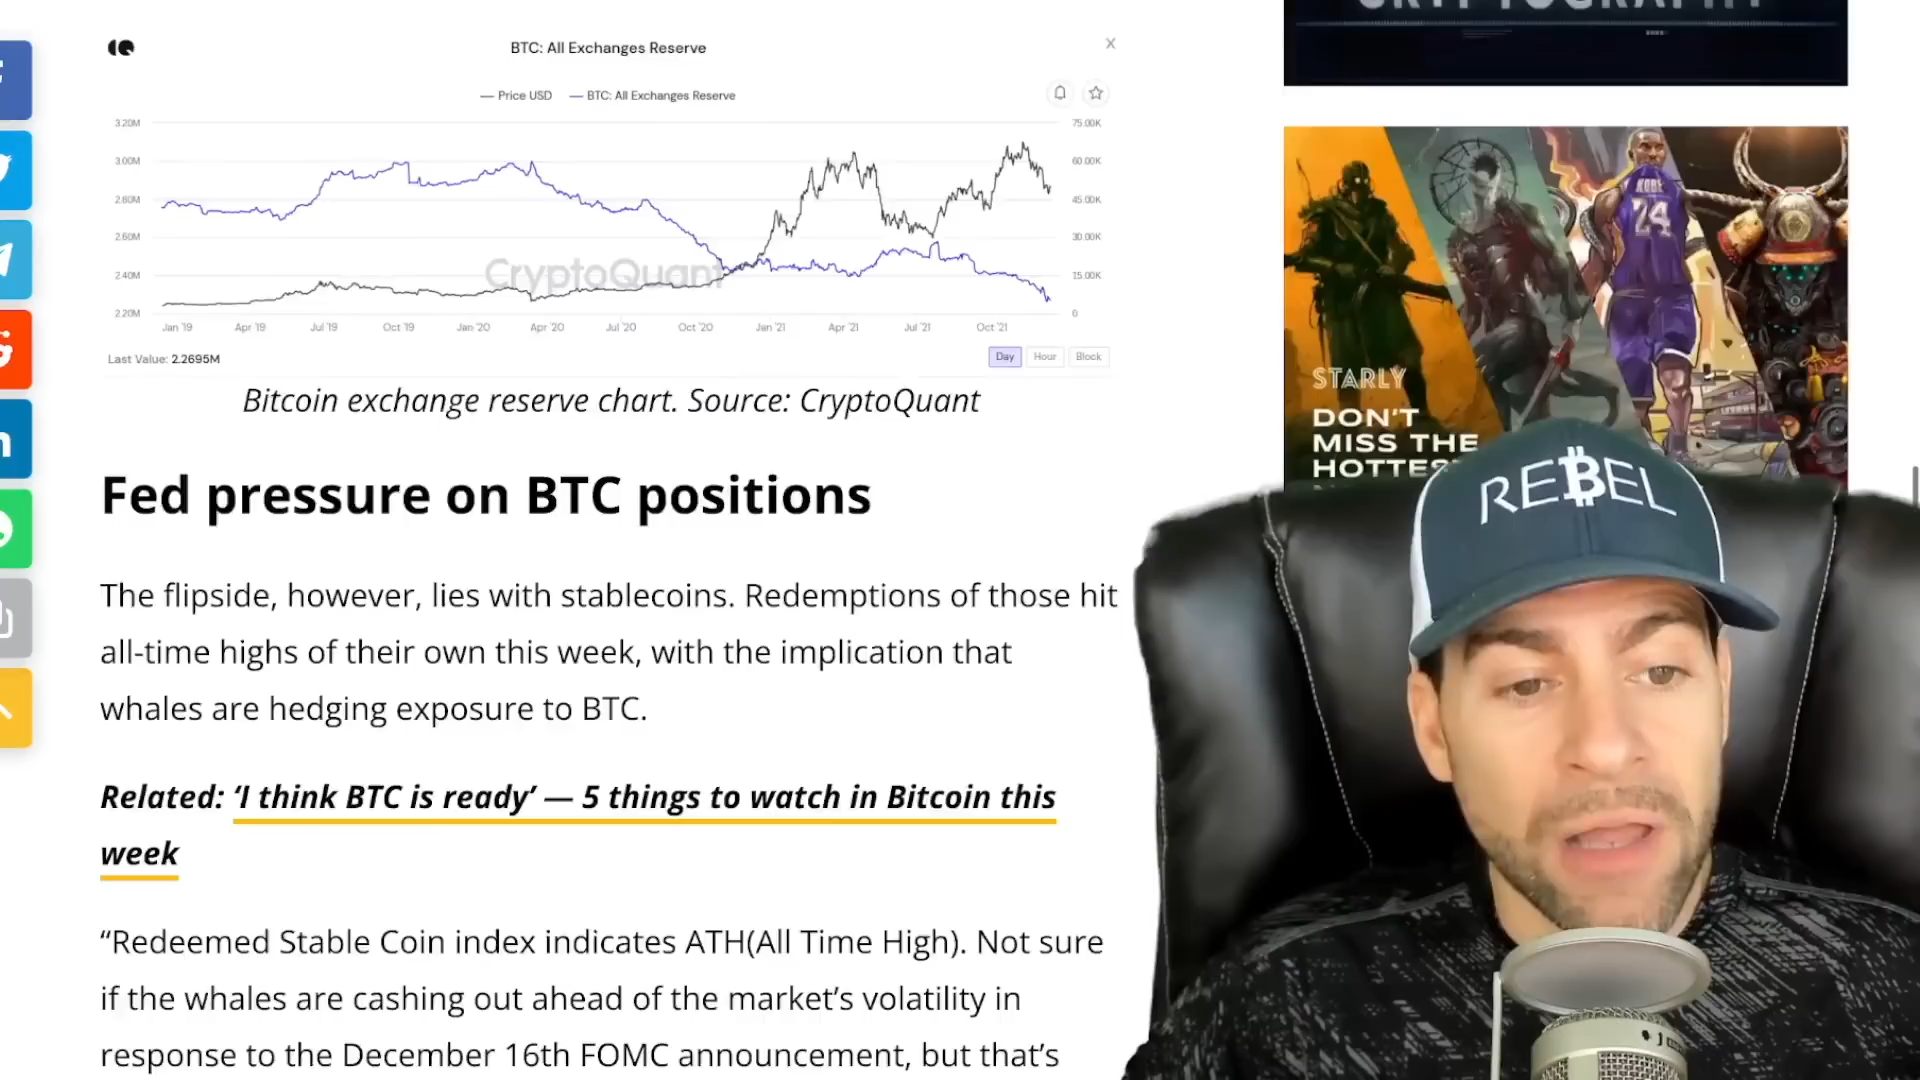 CRYPTOGRAPHY
BTC: All Exchanges Reserve
Price USD
BTC: All Exchanges Reserve
3.20M
75.00K
3.00M
60.00K
2.80M
45.00K
2.60M
30.00K
2.40M
15.00K
2.20M
0
CryptoQuant
Jan '19
Apr '19
Jul '19
Oct '19
Jan '20
Apr '20
Jul '20
Oct '20
Jan '21
Apr '21
Jul '21
Oct '21
Last Value: 2.2695M
Day
Hour
Block
Bitcoin exchange reserve chart. Source: CryptoQuant
Fed pressure on BTC positions
The flipside, however, lies with stablecoins. Redemptions of those hit
all-time highs of their own this week, with the implication that
whales are hedging exposure to BTC.
Related: ‘I think BTC is ready’ — 5 things to watch in Bitcoin this
week
“Redeemed Stable Coin index indicates ATH(All Time High). Not sure
if the whales are cashing out ahead of the market’s volatility in
response to the December 16th FOMC announcement, but that’s
KOBE
24
STARLY
DON'T
MISS THE
REBEL